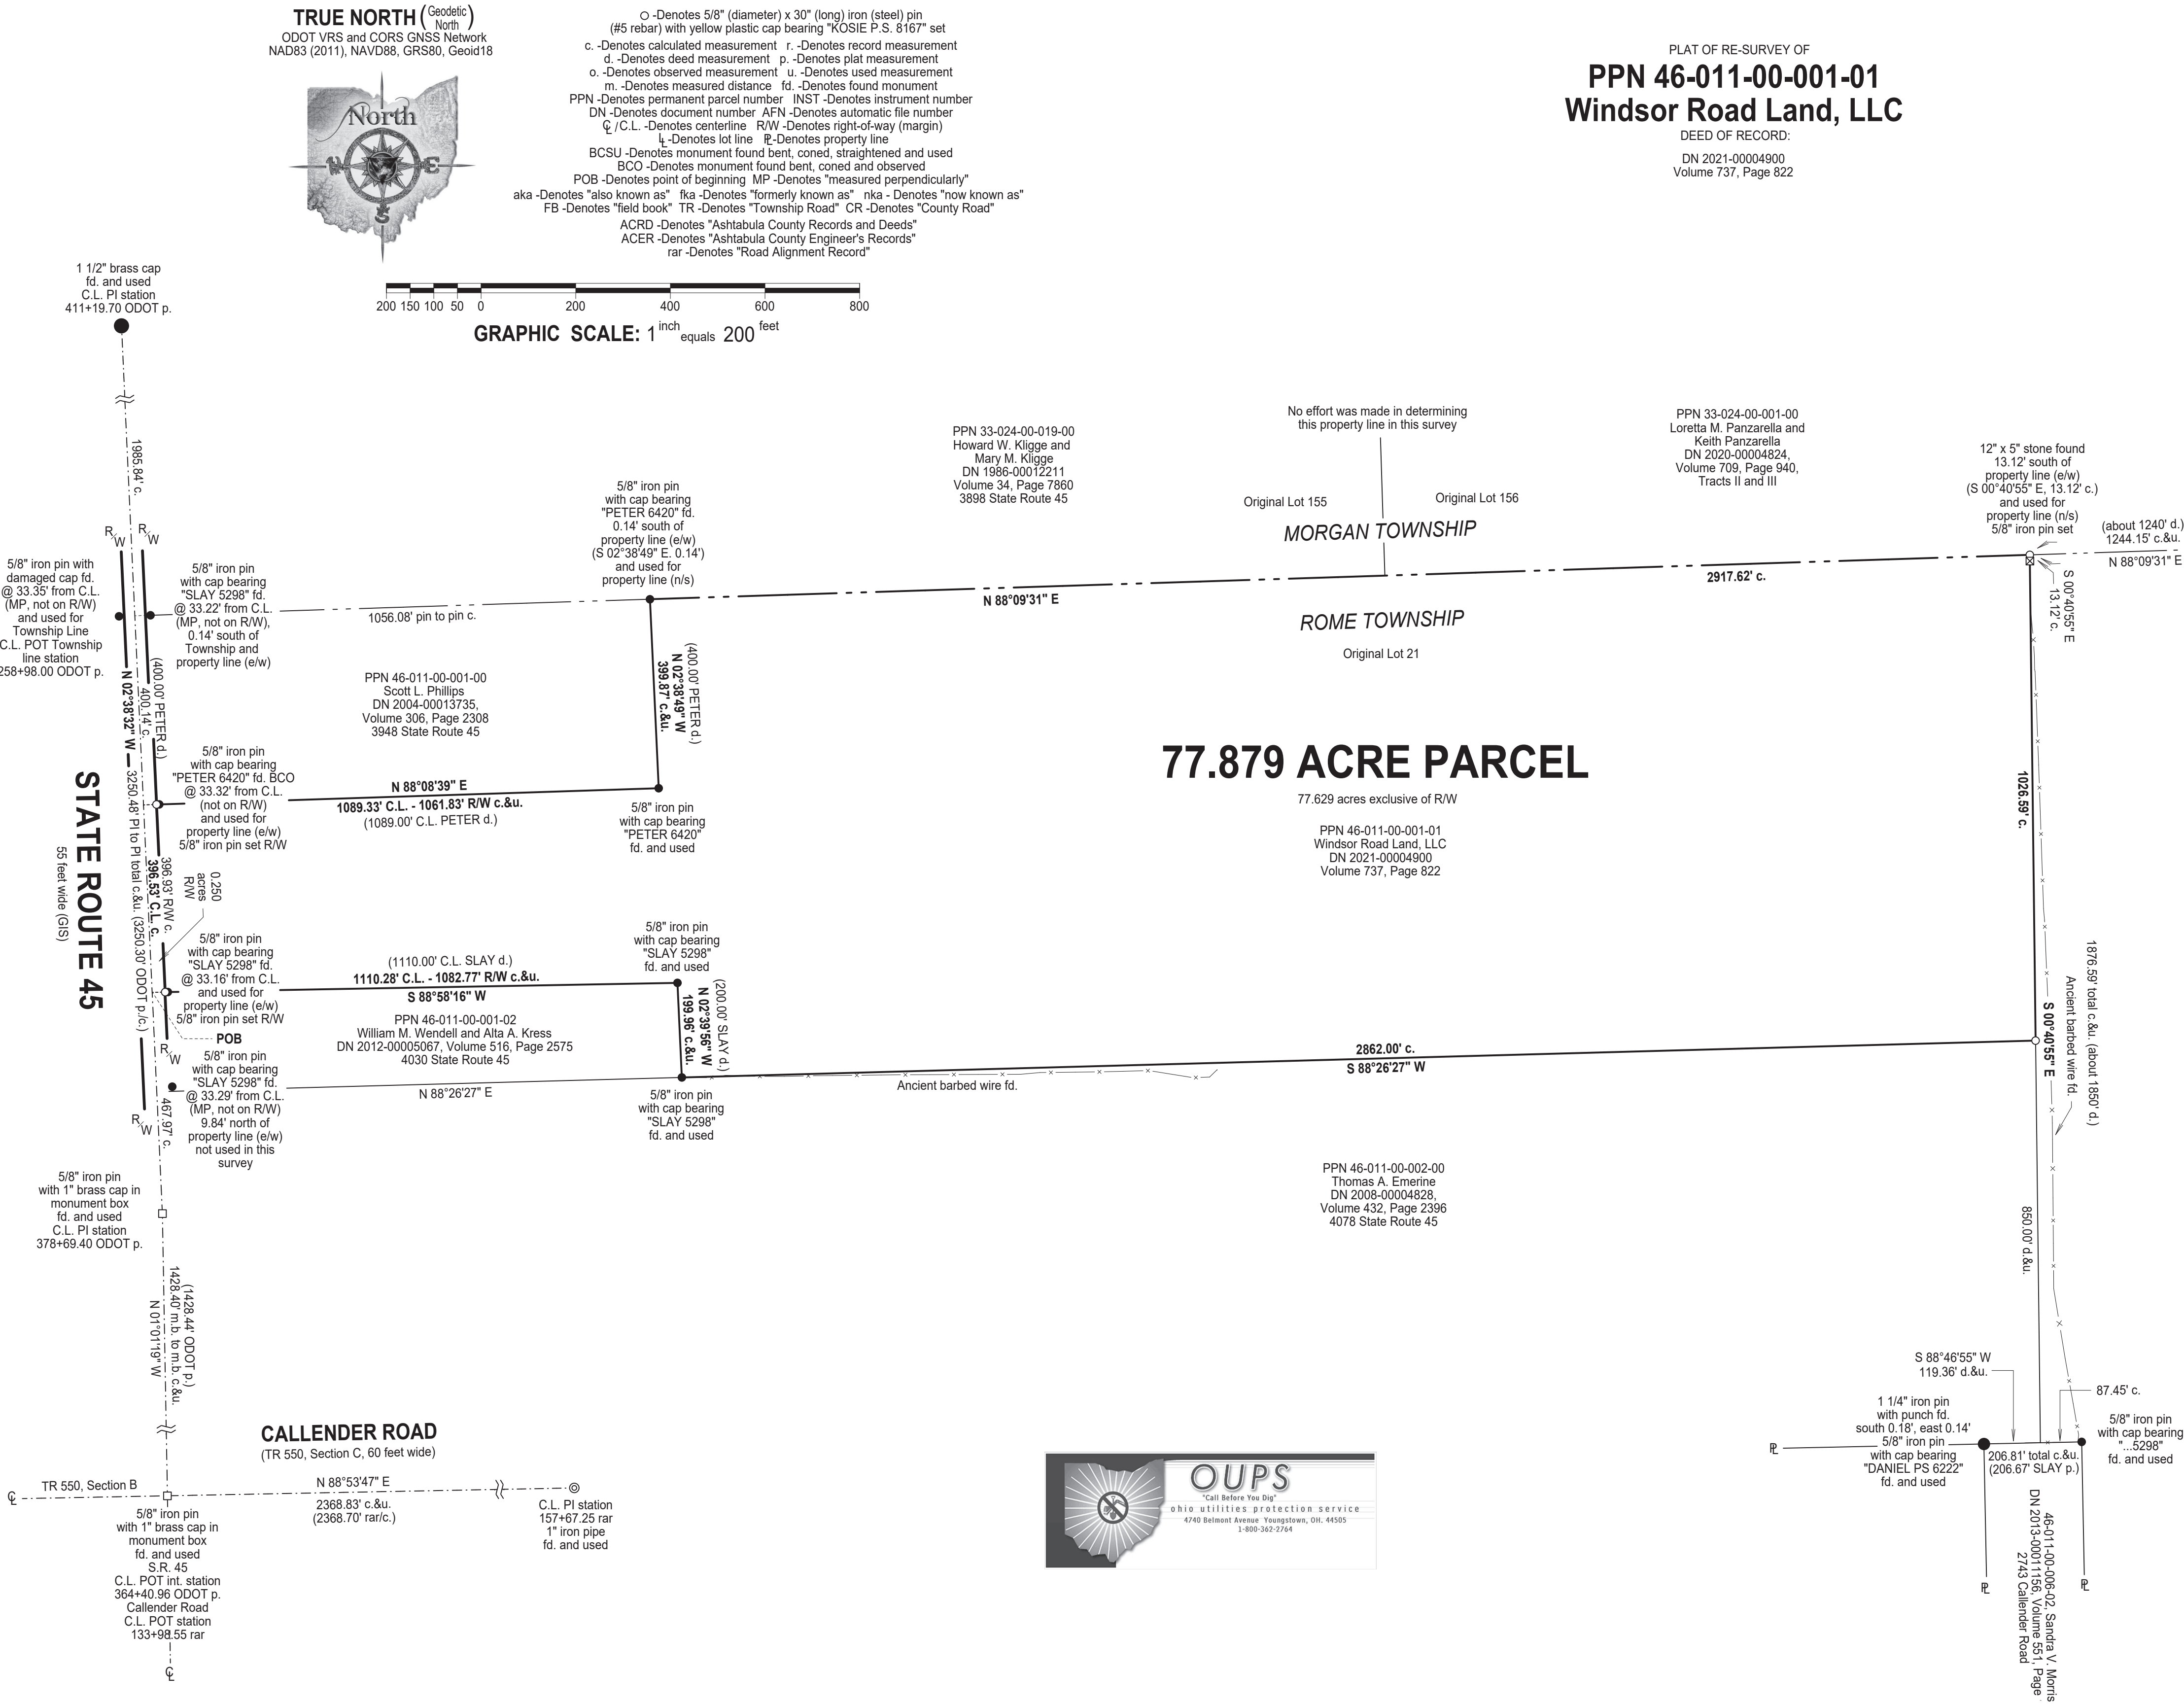 TRUE NORTH (Geodetic North)
ODOT VRS and CORS GNSS Network
NAD83 (2011), NAVD88, GRS80, Geoid18
North
E
S
-Denotes 5/8" (diameter) x 30" (long) iron (steel) pin
(#5 rebar) with yellow plastic cap bearing "KOSIE P.S. 8167" set
c. -Denotes calculated measurement r. -Denotes record measurement
d. -Denotes deed measurement p. -Denotes plat measurement
o. -Denotes observed measurement u. -Denotes used measurement
m. -Denotes measured distance fd. -Denotes found monument
PPN -Denotes permanent parcel number INST -Denotes instrument number
DN -Denotes document number AFN -Denotes automatic file number
℄ /C.L. -Denotes centerline R/W -Denotes right-of-way (margin)
LL -Denotes lot line PL -Denotes property line
BCSU -Denotes monument found bent, coned, straightened and used
BCO -Denotes monument found bent, coned and observed
POB -Denotes point of beginning MP -Denotes "measured perpendicularly"
aka -Denotes "also known as" fka -Denotes "formerly known as" nka - Denotes "now known as"
FB -Denotes "field book" TR -Denotes "Township Road" CR -Denotes "County Road"
ACRD -Denotes "Ashtabula County Records and Deeds"
ACER -Denotes "Ashtabula County Engineer's Records"
rar -Denotes "Road Alignment Record"
200 150 100 50 0 200 400 600 800
GRAPHIC SCALE: 1 inch equals 200 feet
PLAT OF RE-SURVEY OF
PPN 46-011-00-001-01
Windsor Road Land, LLC
DEED OF RECORD:
DN 2021-00004900
Volume 737, Page 822
1 1/2" brass cap
fd. and used
C.L. PI station
411+19.70 ODOT p.
1985.84' c.
R/W
R/W
5/8" iron pin with
damaged cap fd.
@ 33.35' from C.L.
(MP, not on R/W)
and used for
Township Line
C.L. POT Township
line station
258+98.00 ODOT p.
5/8" iron pin
with cap bearing
"SLAY 5298" fd.
@ 33.22' from C.L.
(MP, not on R/W),
0.14' south of
Township and
property line (e/w)
1056.08' pin to pin c.
5/8" iron pin
with cap bearing
"PETER 6420" fd.
0.14' south of
property line (e/w)
(S 02°38'49" E. 0.14')
and used for
property line (n/s)
PPN 33-024-00-019-00
Howard W. Kligge and
Mary M. Kligge
DN 1986-00012211
Volume 34, Page 7860
3898 State Route 45
No effort was made in determining
this property line in this survey
Original Lot 155
Original Lot 156
MORGAN TOWNSHIP
PPN 33-024-00-001-00
Loretta M. Panzarella and
Keith Panzarella
DN 2020-00004824,
Volume 709, Page 940,
Tracts II and III
12" x 5" stone found
13.12' south of
property line (e/w)
(S 00°40'55" E, 13.12' c.)
and used for
property line (n/s)
5/8" iron pin set
(about 1240' d.)
1244.15' c.&u.
N 88°09'31" E
S 00°40'55" E
13.12' c.
N 88°09'31" E
2917.62' c.
ROME TOWNSHIP
Original Lot 21
(400.00' PETER d.)
400.14' c.
N 02°38'32" W
3250.48' PI to PI total c.&u. (3250.30' ODOT p./c.)
PPN 46-011-00-001-00
Scott L. Phillips
DN 2004-00013735,
Volume 306, Page 2308
3948 State Route 45
(400.00' PETER d.)
N 02°38'49" W
399.87' c.&u.
5/8" iron pin
with cap bearing
"PETER 6420" fd. BCO
@ 33.32' from C.L.
(not on R/W)
and used for
property line (e/w)
5/8" iron pin set R/W
N 88°08'39" E
1089.33' C.L. - 1061.83' R/W c.&u.
(1089.00' C.L. PETER d.)
5/8" iron pin
with cap bearing
"PETER 6420"
fd. and used
77.879 ACRE PARCEL
77.629 acres exclusive of R/W
PPN 46-011-00-001-01
Windsor Road Land, LLC
DN 2021-00004900
Volume 737, Page 822
1026.59' c.
STATE ROUTE 45
55 feet wide (GIS)
396.93' R/W c.
396.53' C.L. c.
0.250
acres
R/W
5/8" iron pin
with cap bearing
"SLAY 5298" fd.
@ 33.16' from C.L.
and used for
property line (e/w)
5/8" iron pin set R/W
POB
(1110.00' C.L. SLAY d.)
1110.28' C.L. - 1082.77' R/W c.&u.
S 88°58'16" W
5/8" iron pin
with cap bearing
"SLAY 5298"
fd. and used
(200.00' SLAY d.)
N 02°39'56" W
199.96' c.&u.
PPN 46-011-00-001-02
William M. Wendell and Alta A. Kress
DN 2012-00005067, Volume 516, Page 2575
4030 State Route 45
R/W
R/W
5/8" iron pin
with cap bearing
"SLAY 5298" fd.
@ 33.29' from C.L.
(MP, not on R/W)
9.84' north of
property line (e/w)
not used in this
survey
467.97' c.
N 88°26'27" E
5/8" iron pin
with cap bearing
"SLAY 5298"
fd. and used
Ancient barbed wire fd.
2862.00' c.
S 88°26'27" W
S 00°40'55" E
Ancient barbed wire fd.
1876.59' total c.&u. (about 1850' d.)
PPN 46-011-00-002-00
Thomas A. Emerine
DN 2008-00004828,
Volume 432, Page 2396
4078 State Route 45
850.00' d.&u.
5/8" iron pin
with 1" brass cap in
monument box
fd. and used
C.L. PI station
378+69.40 ODOT p.
(1428.44' ODOT p.)
1428.40' m.b. to m.b. c.&u.
N 01°01'19" W
S 88°46'55" W
119.36' d.&u.
87.45' c.
1 1/4" iron pin
with punch fd.
south 0.18', east 0.14'
5/8" iron pin
with cap bearing
"DANIEL PS 6222"
fd. and used
206.81' total c.&u.
(206.67' SLAY p.)
5/8" iron pin
with cap bearing
"...5298"
fd. and used
PL
PL
PL
46-011-00-006-02, Sandra V. Morris
DN 2013-00011156, Volume 551, Page
2743 Callender Road
CALLENDER ROAD
(TR 550, Section C, 60 feet wide)
℄
TR 550, Section B
N 88°53'47" E
2368.83' c.&u.
(2368.70' rar/c.)
C.L. PI station
157+67.25 rar
1" iron pipe
fd. and used
5/8" iron pin
with 1" brass cap in
monument box
fd. and used
S.R. 45
C.L. POT int. station
364+40.96 ODOT p.
Callender Road
C.L. POT station
133+98.55 rar
℄
OUPS
"Call Before You Dig"
ohio utilities protection service
4740 Belmont Avenue Youngstown, OH. 44505
1-800-362-2764